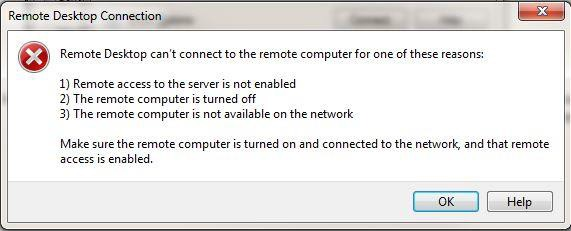 Remote Desktop Connection
Remote Desktop can't connect to the remote computer for one of these reasons:
1) Remote access to the server is not enabled
2) The remote computer is turned off
3) The remote computer is not available on the network
Make sure the remote computer is turned on and connected to the network, and that remote
access is enabled.
OK
Help